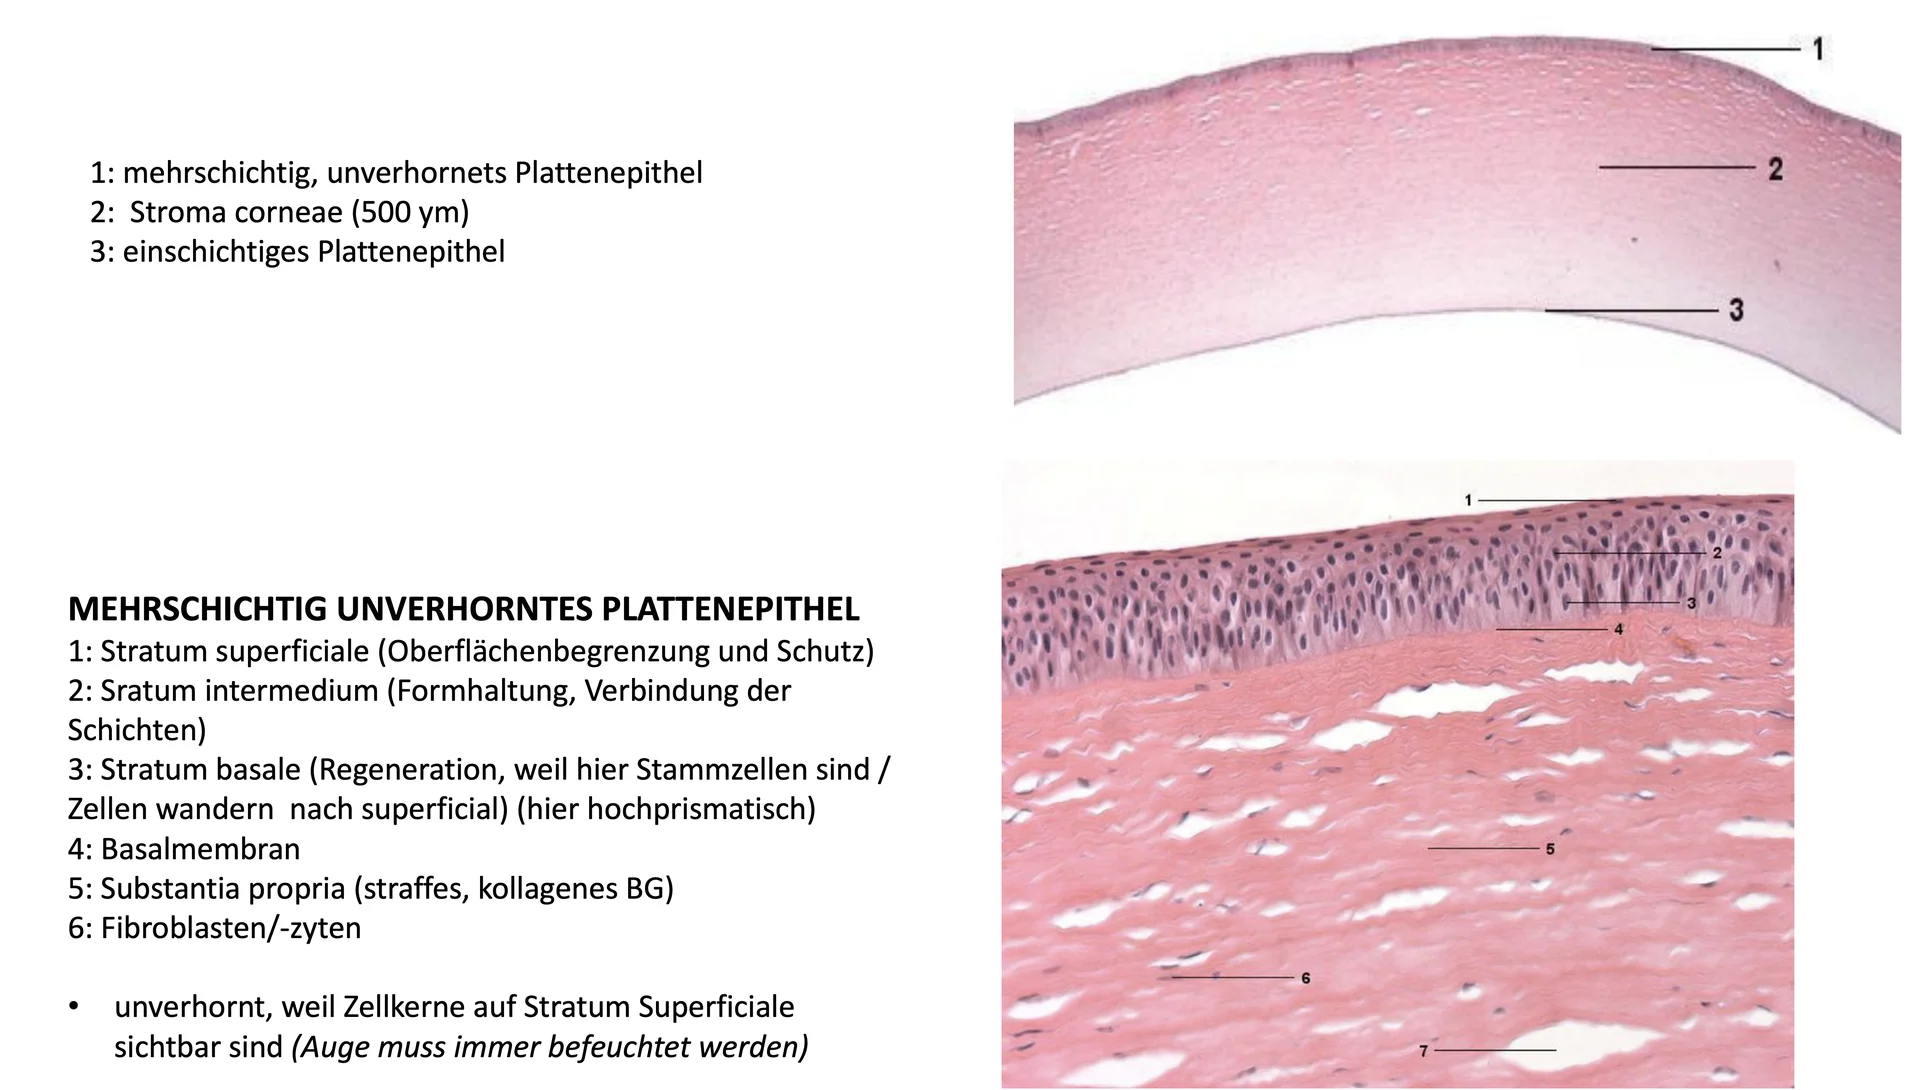 1: mehrschichtig, unverhornets Plattenepithel
2:  Stroma corneae (500 ym)
3: einschichtiges Plattenepithel
1
2
3
MEHRSCHICHTIG UNVERHORNTES PLATTENEPITHEL
1: Stratum superficiale (Oberflächenbegrenzung und Schutz)
2: Sratum intermedium (Formhaltung, Verbindung der
Schichten)
3: Stratum basale (Regeneration, weil hier Stammzellen sind /
Zellen wandern  nach superficial) (hier hochprismatisch)
4: Basalmembran
5: Substantia propria (straffes, kollagenes BG)
6: Fibroblasten/-zyten
• unverhornt, weil Zellkerne auf Stratum Superficiale
sichtbar sind (Auge muss immer befeuchtet werden)
1
2
3
4
5
6
7